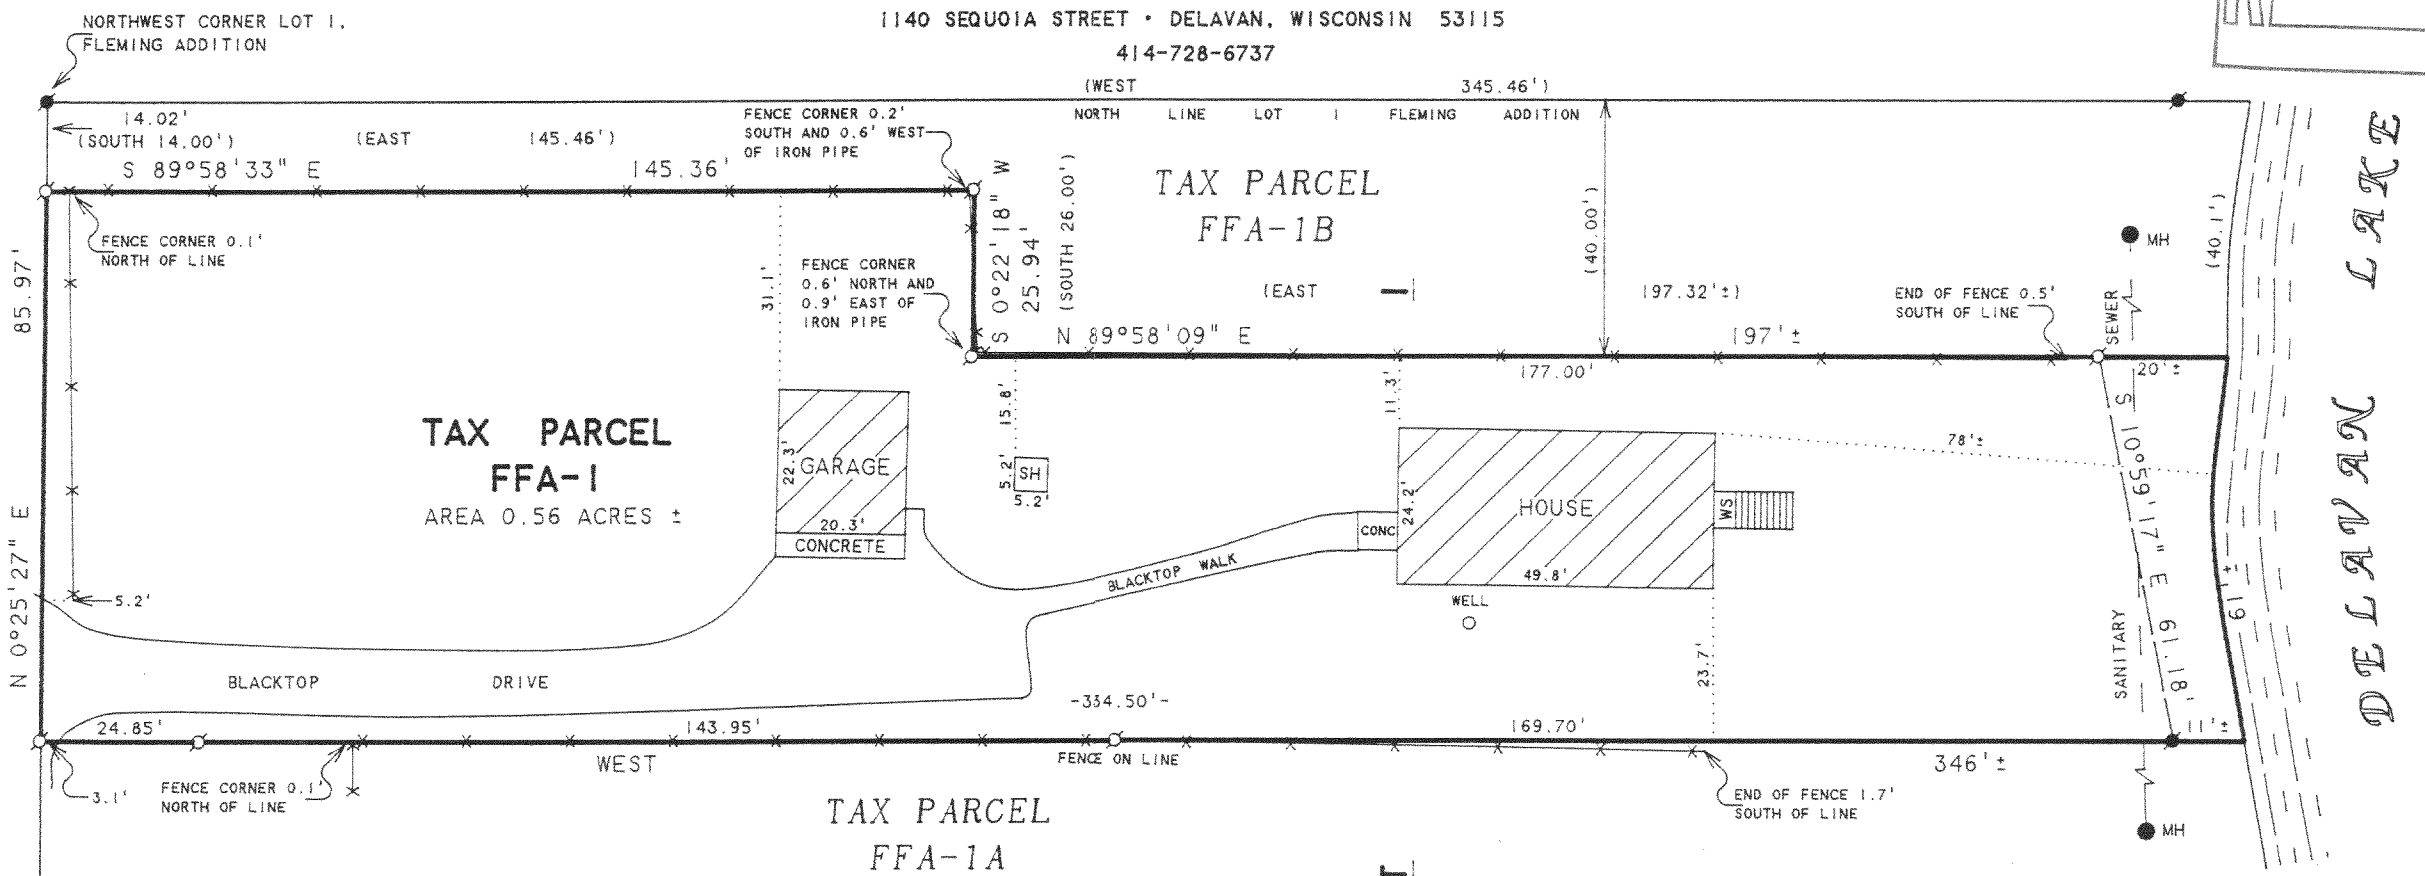 NORTHWEST CORNER LOT 1,
FLEMING ADDITION
1140 SEQUOIA STREET • DELAVAN, WISCONSIN 53115
414-728-6737
(WEST 345.46')
NORTH LINE LOT 1 FLEMING ADDITION
14.02'
(SOUTH 14.00')
(EAST 145.46')
S 89°58'33" E 145.36'
FENCE CORNER 0.2'
SOUTH AND 0.6' WEST
OF IRON PIPE
S 0°22'18" W
25.94'
(SOUTH 26.00')
TAX PARCEL
FFA-1B
(40.00')
(40.1')
MH
DELAVAN LAKE
FENCE CORNER 0.1'
NORTH OF LINE
85.97'
N 0°25'27" E
31.1'
FENCE CORNER
0.6' NORTH AND
0.9' EAST OF
IRON PIPE
(EAST 197.32'±)
N 89°58'09" E 197'±
END OF FENCE 0.5'
SOUTH OF LINE
SEWER
177.00'
20'±
TAX PARCEL
FFA-1
AREA 0.56 ACRES ±
22.3'
GARAGE
20.3'
CONCRETE
15.8'
5.2'
SH
5.2'
11.3'
24.2'
HOUSE
49.8'
CONC
WS
78'±
S 10°59'17" E 61.18'
61'±
BLACKTOP WALK
WELL
23.7'
SANITARY
5.2'
BLACKTOP DRIVE
-334.50'-
24.85'
143.95'
169.70'
11'±
WEST
FENCE ON LINE
346'±
3.1'
FENCE CORNER 0.1'
NORTH OF LINE
END OF FENCE 1.7'
SOUTH OF LINE
MH
TAX PARCEL
FFA-1A